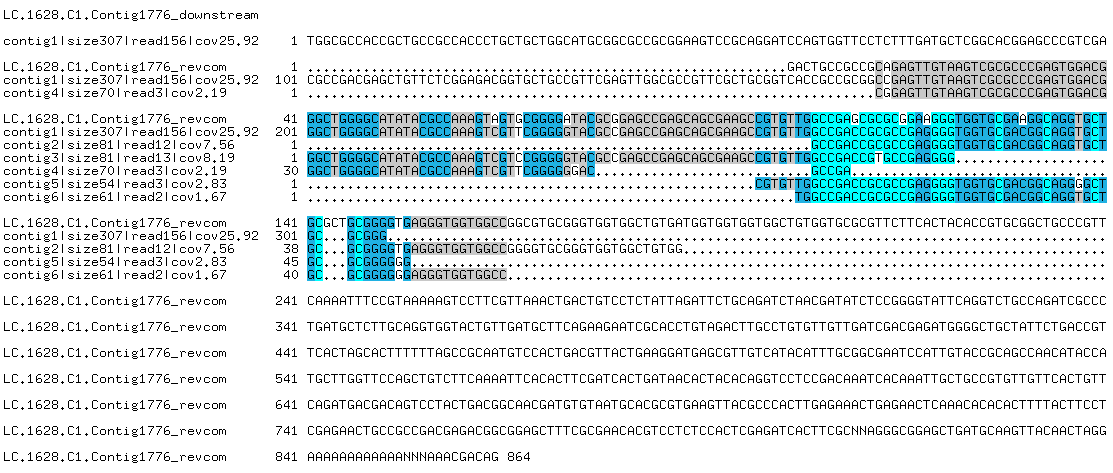 LC.1628.C1.Contig1776_downstream
contig1|size307|read156|cov25.92 1 TGGCGCCACCGCTGCCGCCACCCTGCTGCTGGCATGCGGCGCCGCGGAAGTCCGCAGGATCCAGTGGTTCCTCTTTGATGCTCGGCACGGAGCCCGTCGA
LC.1628.C1.Contig1776_revcom 1 ............................................................GACTGCCGCCGCAGAGTTGTAAGTCGCGCCCGAGTGGACG
contig1|size307|read156|cov25.92 101 CGCCGACGAGCTGTTCTCGGAGACGGTGCTGCCGTTCGAGTTGGCGCCGTTCGCTGCGGTCACCGCCGCGGCCGGAGTTGTAAGTCGCGCCCGAGTGGACG
contig4|size70|read3|cov2.19 1 .......................................................................CGGAGTTGTAAGTCGCGCCCGAGTGGACG
LC.1628.C1.Contig1776_revcom 41 GGCTGGGGCATATACGCCAAAGTAGTGCGGGGATACGCGGAGCCGAGCAGCGAAGCCGTGTTGGCCGAGCGCGCGGAAGGGTGGTGCGAAGGCAGGTGCT
contig1|size307|read156|cov25.92 201 GGCTGGGGCATATACGCCAAAGTCGTTCGGGGGTACGCCGAGCCGAGCAGCGAAGCCGTGTTGGCCGACCGCGCCGAGGGGTGGTGCGACGGCAGGTGCT
contig2|size81|read12|cov7.56 1 ...............................................................GCCGACCGCGCCGAGGGGTGGTGCGACGGCAGGTGCT
contig3|size81|read13|cov8.19 1 GGCTGGGGCATATACGCCAAAGTCGTCCGGGGGTACGCCGAGCCGAGCAGCGAAGCCGTGTTGGCCGACCGTGCCGAGGGG...................
contig4|size70|read3|cov2.19 30 GGCTGGGGCATATACGCCAAAGTCGTTCGGGGGGAC...........................GCCGA................................
contig5|size54|read3|cov2.83 1 ........................................................CGTGTTGGCCGACCGCGCCGAGGGGTGGTGCGACGGCAGGGGCT
contig6|size61|read2|cov1.67 1 .............................................................TGGCCGACCGCGCCGAGGGGTGGTGCGACGGCAGGTGCT
LC.1628.C1.Contig1776_revcom 141 GCGCTGCGGGGTGAGGGTGGTGGCCGGCGTGCGGGTGGTGGCTGTGATGGTGGTGGTGGCTGTGGTGCGCGTTCTTCTTCACTACACCGTGCGGCTGCCCGTT
contig1|size307|read156|cov25.92 301 GC...GCGGG..........................................................................................
contig2|size81|read12|cov7.56 38 GC...GCGGGGTGAGGGTGGTGGCCGGGGTGCGGGTGGTGGCTGTGG.....................................................
contig5|size54|read3|cov2.83 45 GC...GCGGGGGG.......................................................................................
contig6|size61|read2|cov1.67 40 GC...GCGGGGGGAGGGTGGTGGCC...........................................................................
LC.1628.C1.Contig1776_revcom 241 CAAAATTTCCGTAAAAAGTCCTTCGTTAAACTGACTGTCCTCTATTAGATTCTGCAGATCTAACGATATCTCCGGGGTATTCAGGTCTGCCAGATCGCCC
LC.1628.C1.Contig1776_revcom 341 TGATGCTCTTGCAGGTGGTACTGTTGATGCTTCAGAAGAATCGCACCTGTAGACTTGCCTGTGTTGTTGATCGACGAGATGGGGCTGCTATTCTGACCGT
LC.1628.C1.Contig1776_revcom 441 TCACTAGCACTTTTTTAGCCGCAATGTCCACTGACGTTACTGAAGGATGAGCGTTGTCATACATTTGCGGCGAATCCATTGTACCGCAGCCAACATACCA
LC.1628.C1.Contig1776_revcom 541 TGCTTGGTTCCAGCTGTCTTCAAAATTCACACTTCGATCACTGATAACACTACACAGGTCCTCCGACAAATCACAAATTGCTGCCGTGTTGTTCACTGTT
LC.1628.C1.Contig1776_revcom 641 CAGATGACGACAGTCCTACTGACGGCAACGATGTGTAATGCACGCGTGAAGTTACGCCCACTTGAGAAACTGAGAACTCAAACACACACTTTTACTTCCT
LC.1628.C1.Contig1776_revcom 741 CGAGAACTGCCGCCGACGAGACGGCGGAGCTTTCGCGAACACGTCCTCTCCACTCGAGATCACTTCGCNNAGGGCGGAGCTGATGCAAGTTACAACTAGG
LC.1628.C1.Contig1776_revcom 841 AAAAAAAAAAAANNNAAACGACAG 864